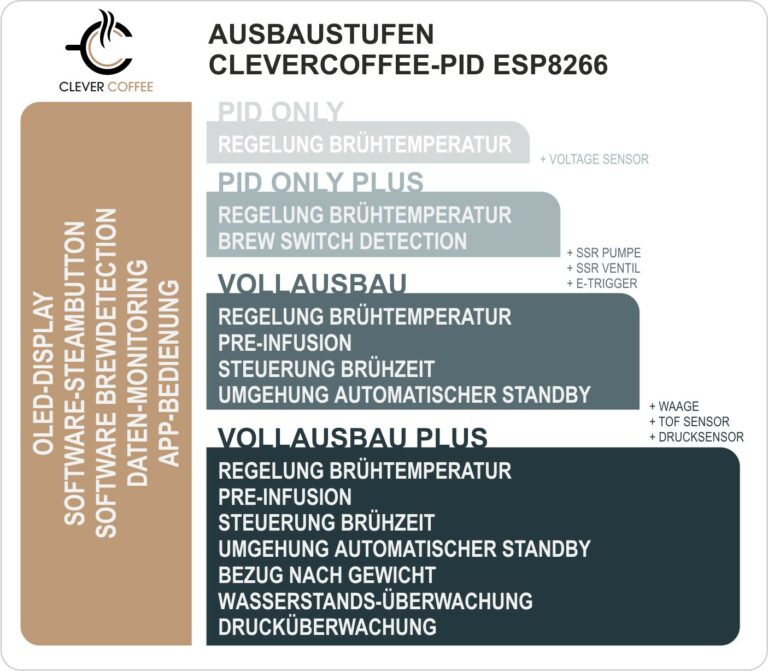 CLEVER COFFEE
AUSBAUSTUFEN
CLEVERCOFFEE-PID ESP8266
OLED-DISPLAY
SOFTWARE-STEAMBUTTON
SOFTWARE BREWDETECTION
DATEN-MONITORING
APP-BEDIENUNG
PID ONLY
REGELUNG BRÜHTEMPERATUR
+ VOLTAGE SENSOR
PID ONLY PLUS
REGELUNG BRÜHTEMPERATUR
BREW SWITCH DETECTION
+ SSR PUMPE
+ SSR VENTIL
+ E-TRIGGER
VOLLAUSBAU
REGELUNG BRÜHTEMPERATUR
PRE-INFUSION
STEUERUNG BRÜHZEIT
UMGEHUNG AUTOMATISCHER STANDBY
+ WAAGE
+ TOF SENSOR
+ DRUCKSENSOR
VOLLAUSBAU PLUS
REGELUNG BRÜHTEMPERATUR
PRE-INFUSION
STEUERUNG BRÜHZEIT
UMGEHUNG AUTOMATISCHER STANDBY
BEZUG NACH GEWICHT
WASSERSTANDS-ÜBERWACHUNG
DRUCKÜBERWACHUNG